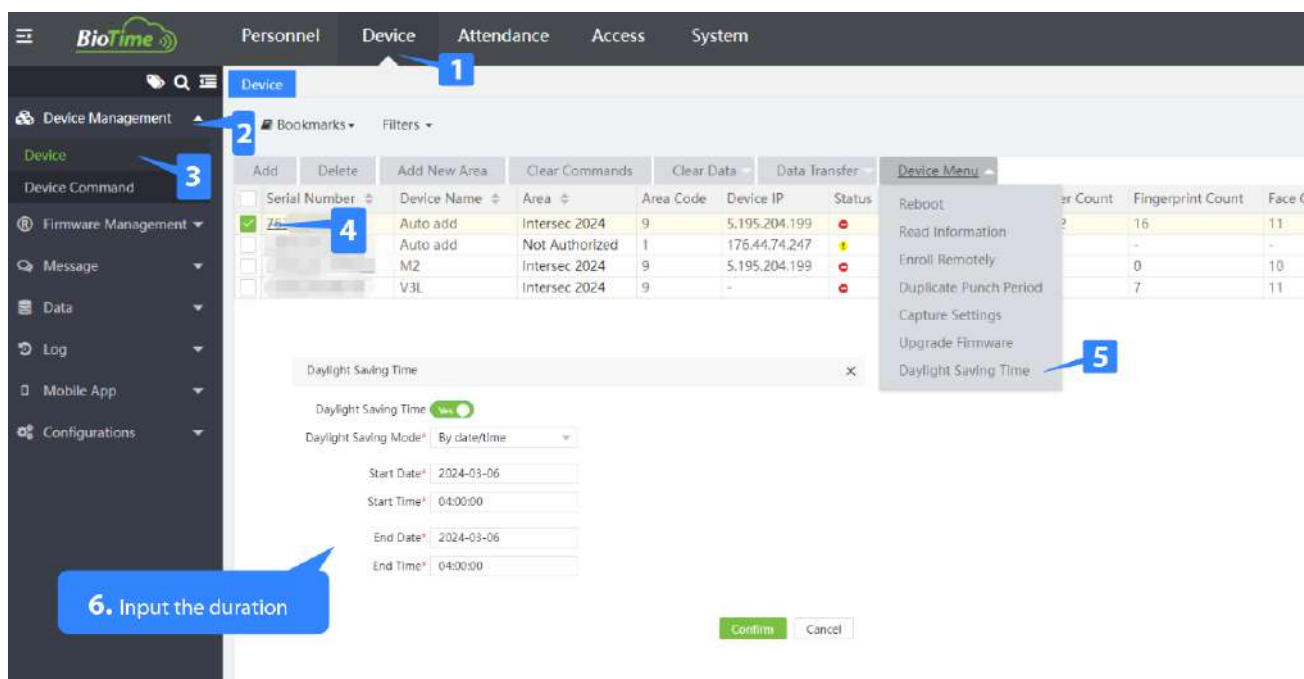 BioTime
Personnel Device Attendance Access System
1
Device
Device Management
2
Bookmarks Filters
Device
3
Device Command
Add Delete Add New Area Clear Commands Clear Data Data Transfer Device Menu
Serial Number Device Name Area Area Code Device IP Status er Count Fingerprint Count Face C
4 Auto add Intersec 2024 9 5.195.204.199 16 11
Auto add Not Authorized 1 176.44.74.247 - -
M2 Intersec 2024 9 5.195.204.199 0 10
V3L Intersec 2024 9 - 7 11
Reboot
Read Information
Enroll Remotely
Duplicate Punch Period
Capture Settings
Upgrade Firmware
Daylight Saving Time
5
Firmware Management
Message
Data
Log
Mobile App
Configurations
Daylight Saving Time
Daylight Saving Time Yes
Daylight Saving Mode* By date/time
Start Date* 2024-03-06
Start Time* 04:00:00
End Date* 2024-03-06
End Time* 04:00:00
6. Input the duration
Confirm Cancel